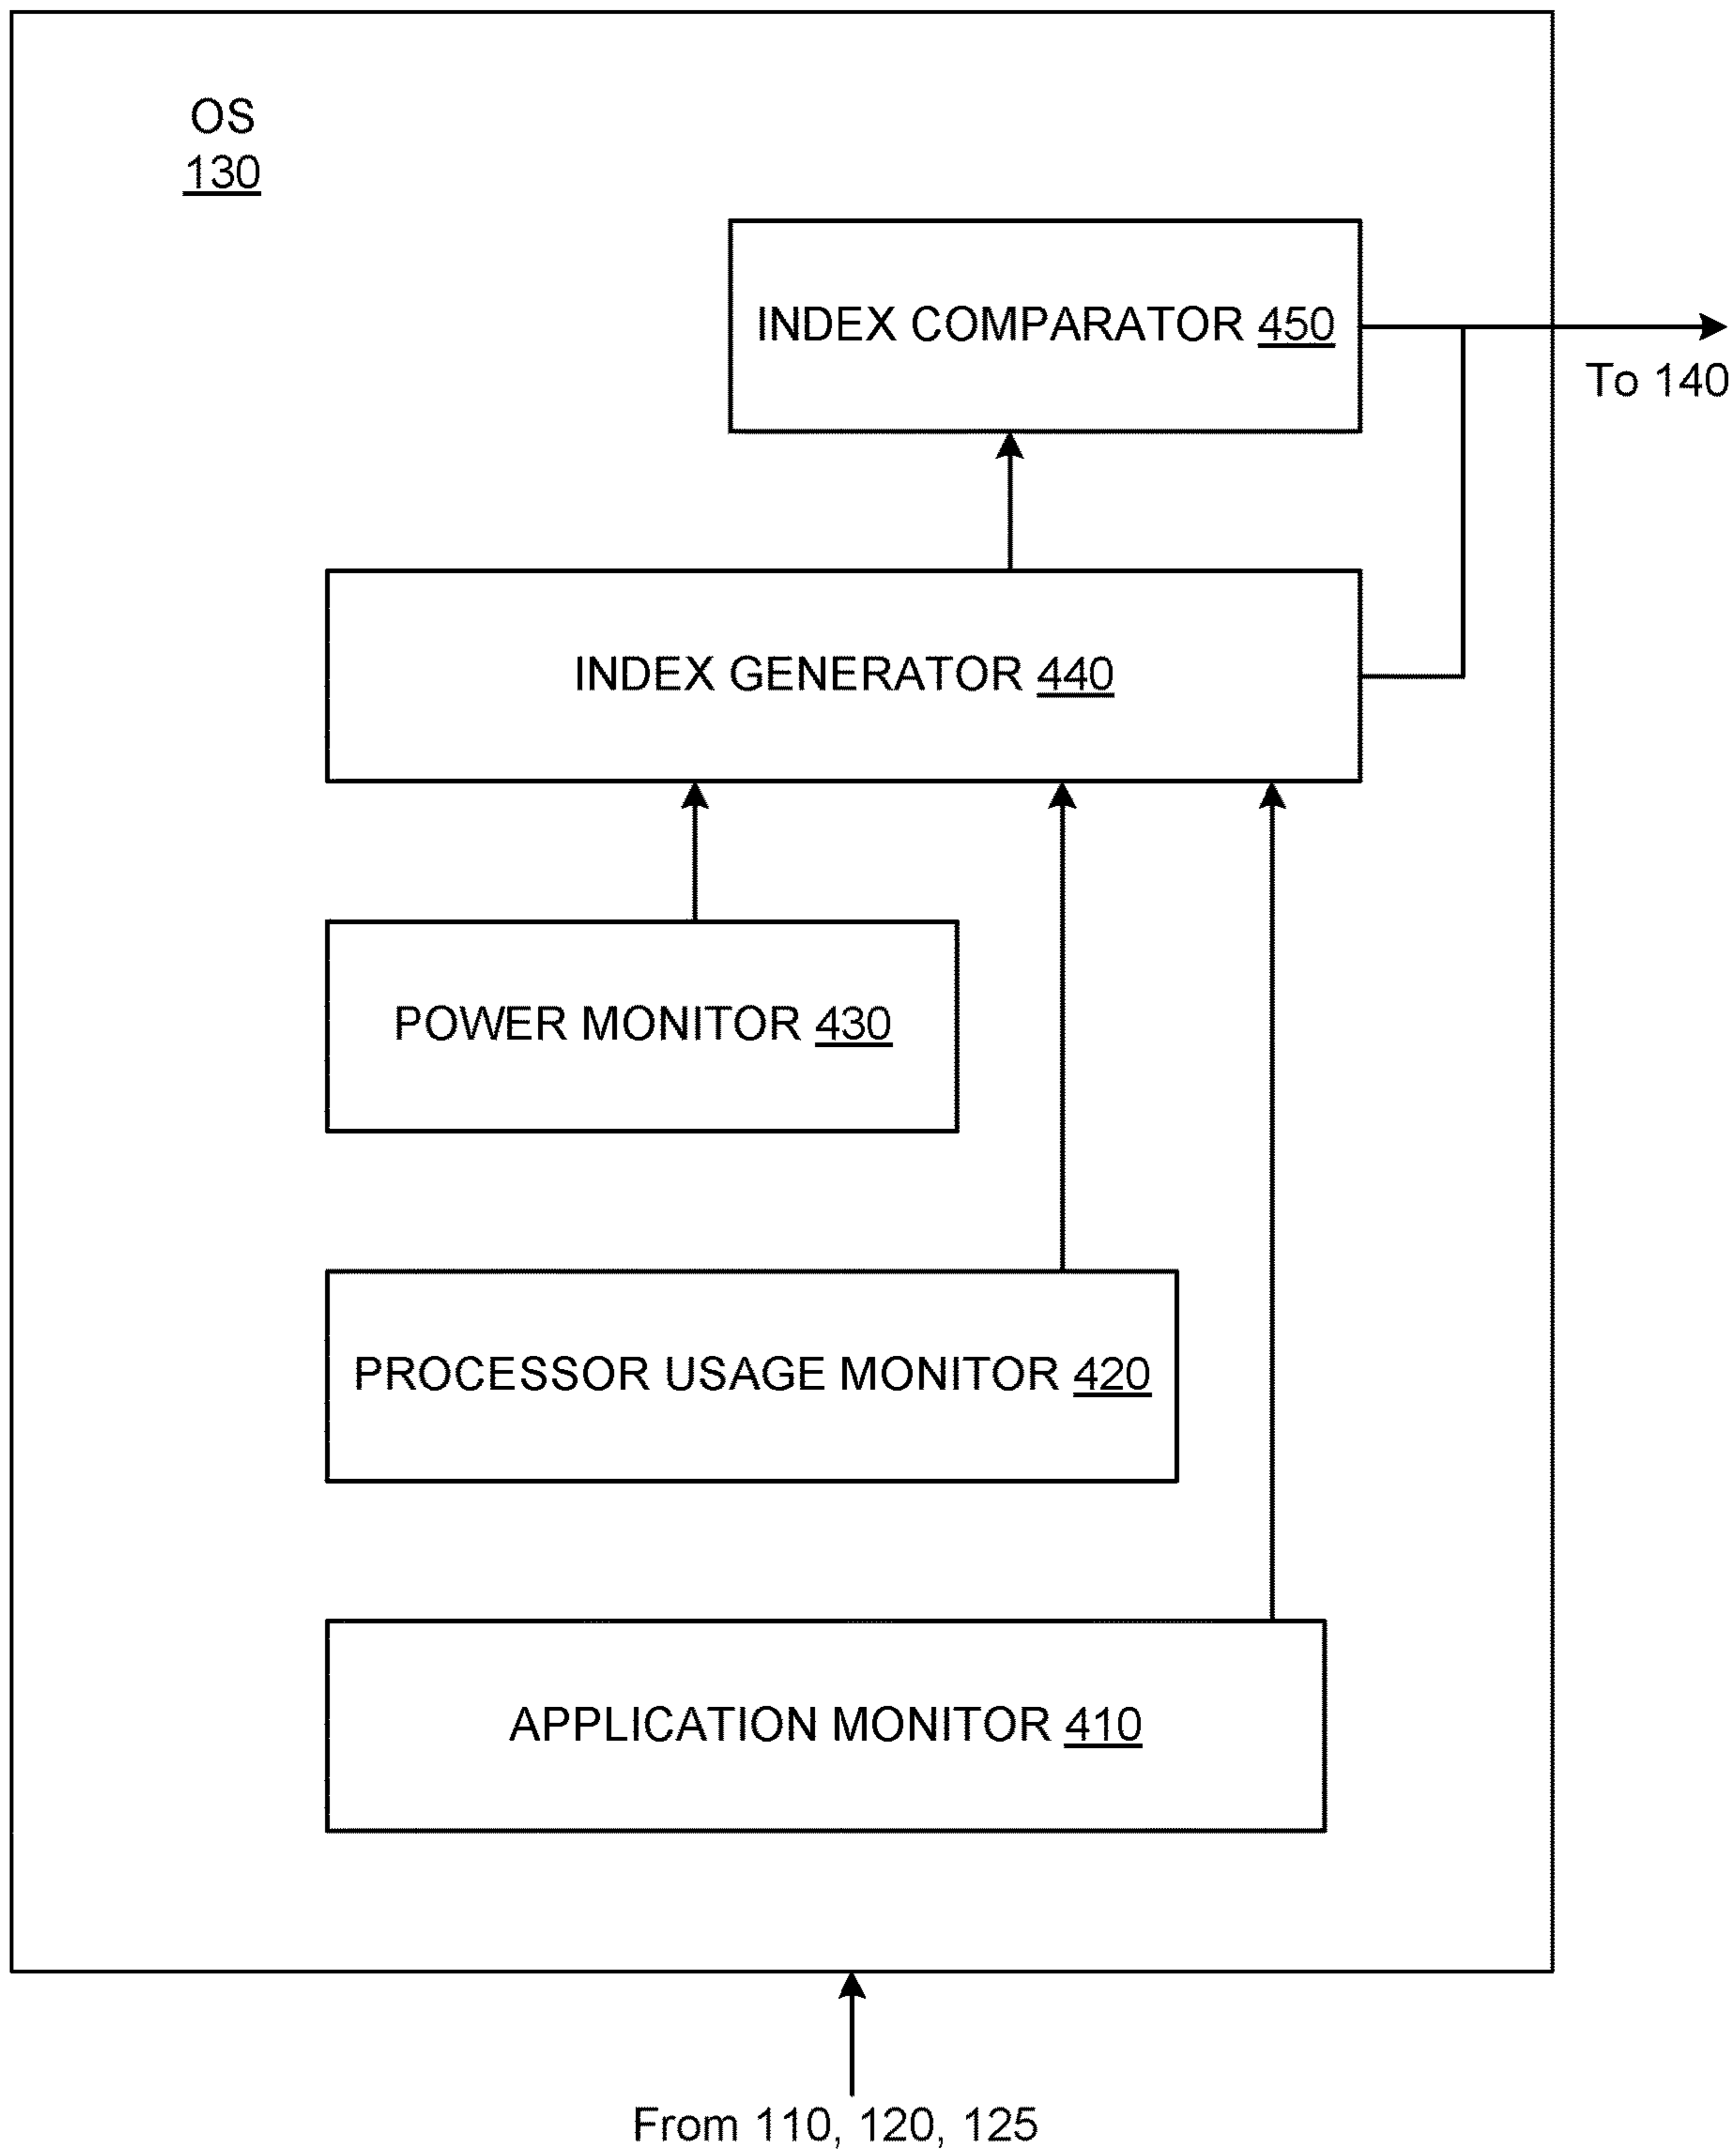 OS
130
INDEX COMPARATOR 450
To 140
INDEX GENERATOR 440
POWER MONITOR 430
PROCESSOR USAGE MONITOR 420
APPLICATION MONITOR 410
From 110, 120, 125